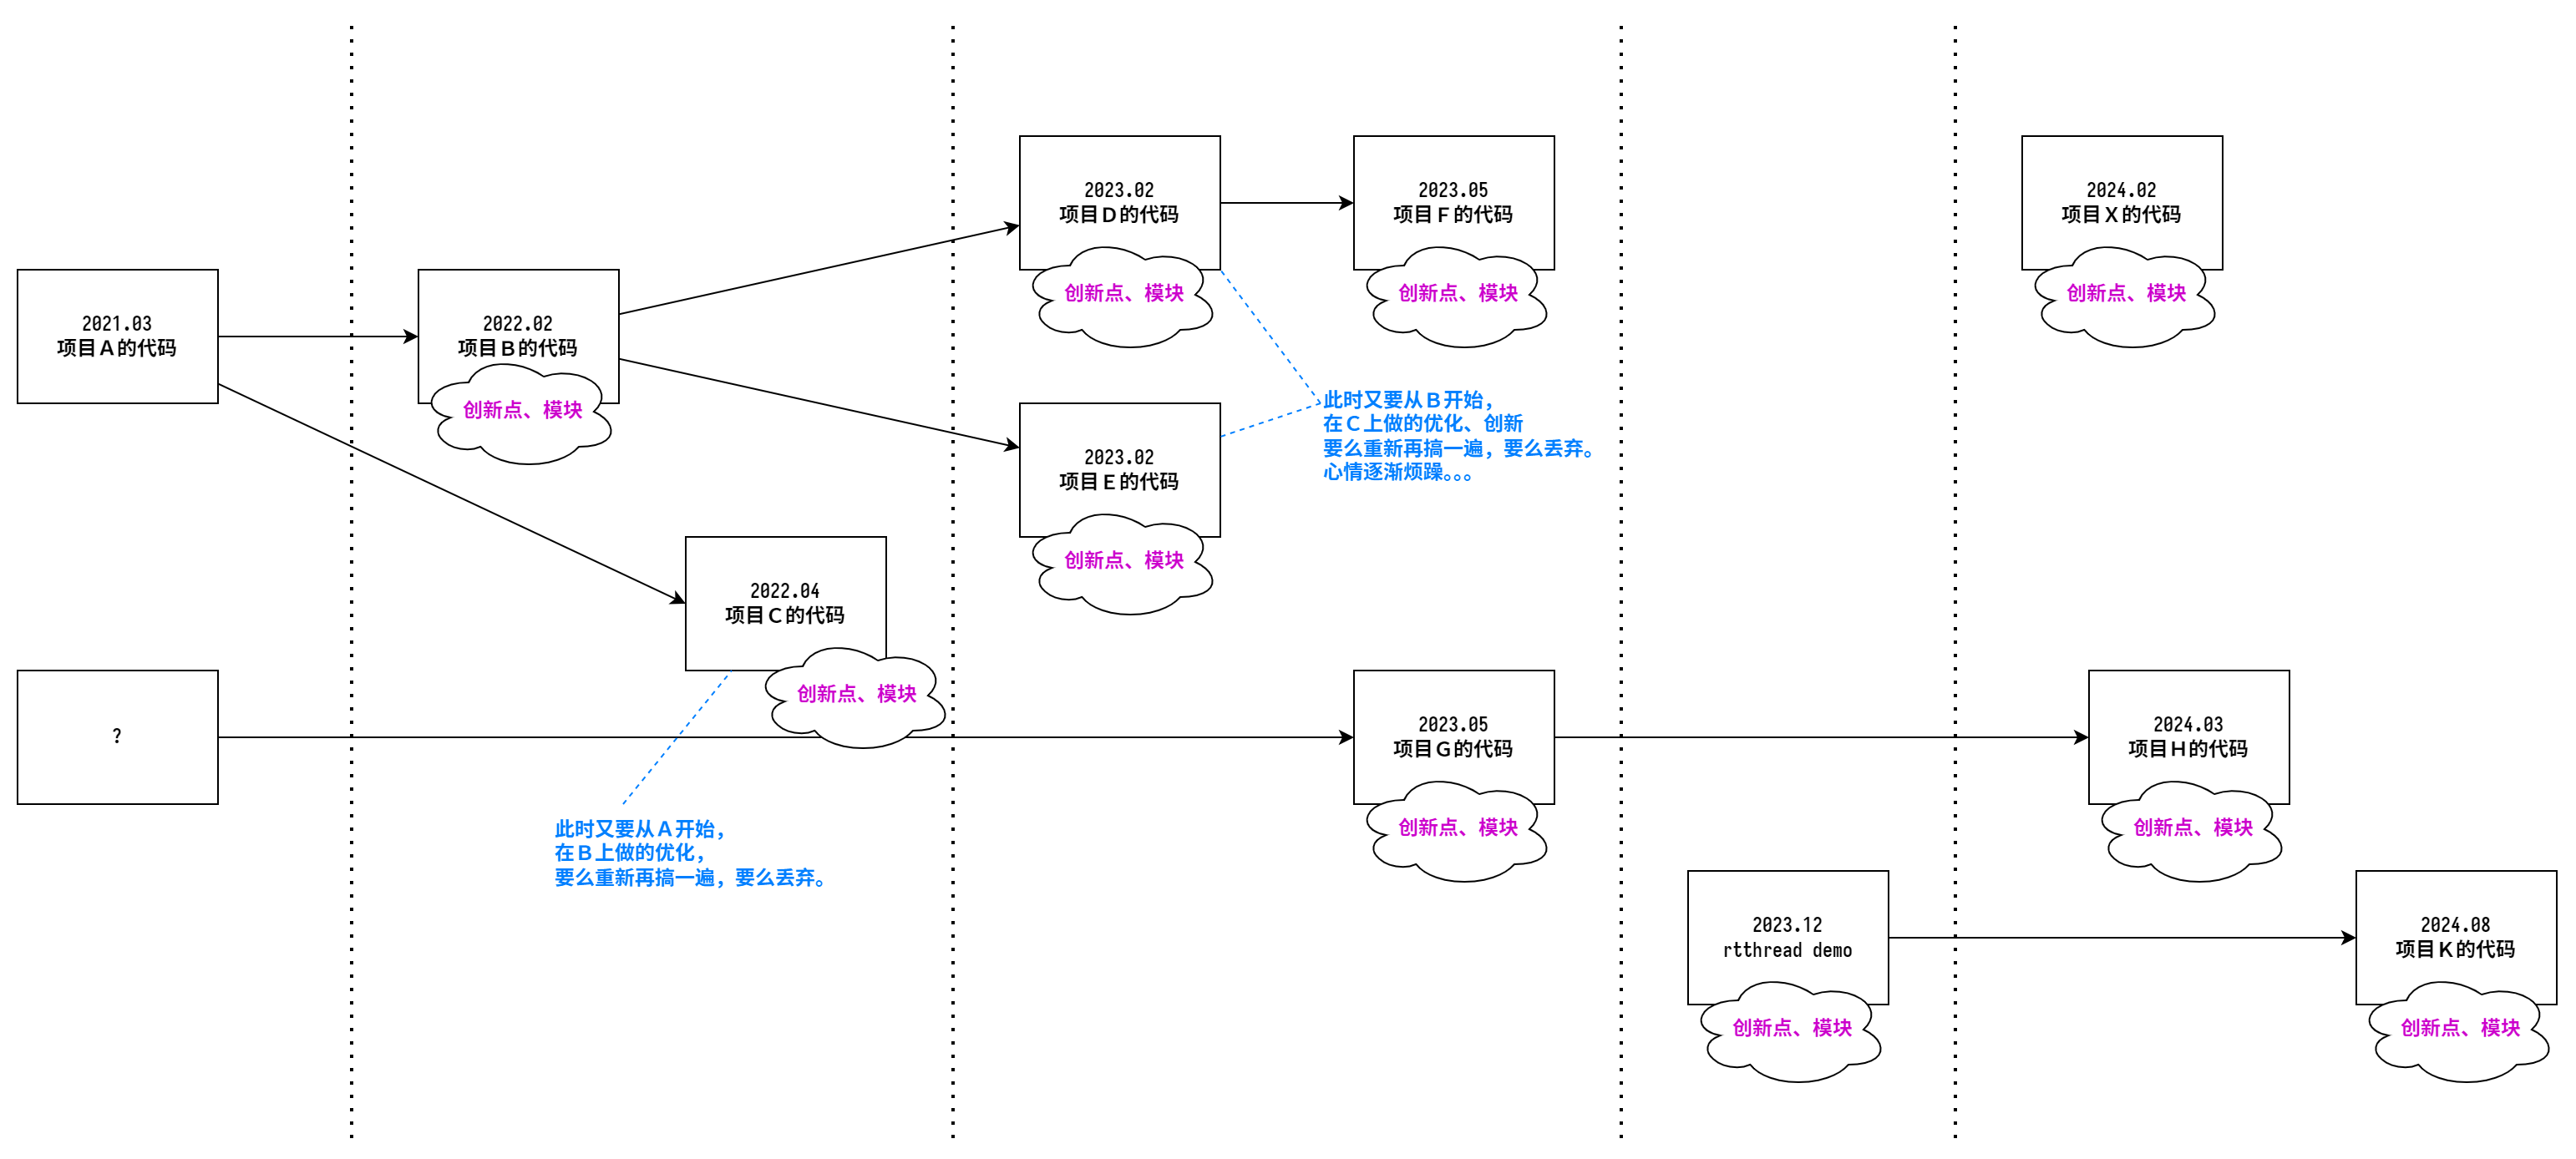 2023.02
项目D的代码
创新点、模块
2023.05
项目F的代码
创新点、模块
2024.02
项目X的代码
创新点、模块
2021.03
项目A的代码
2022.02
项目B的代码
创新点、模块
此时又要从B开始，
在C上做的优化、创新
要么重新再搞一遍，要么丢弃。
心情逐渐烦躁。。。
2023.02
项目E的代码
创新点、模块
2022.04
项目C的代码
创新点、模块
?
2023.05
项目G的代码
创新点、模块
2024.03
项目H的代码
创新点、模块
此时又要从A开始，
在B上做的优化，
要么重新再搞一遍，要么丢弃。
2023.12
rtthread demo
创新点、模块
2024.08
项目K的代码
创新点、模块